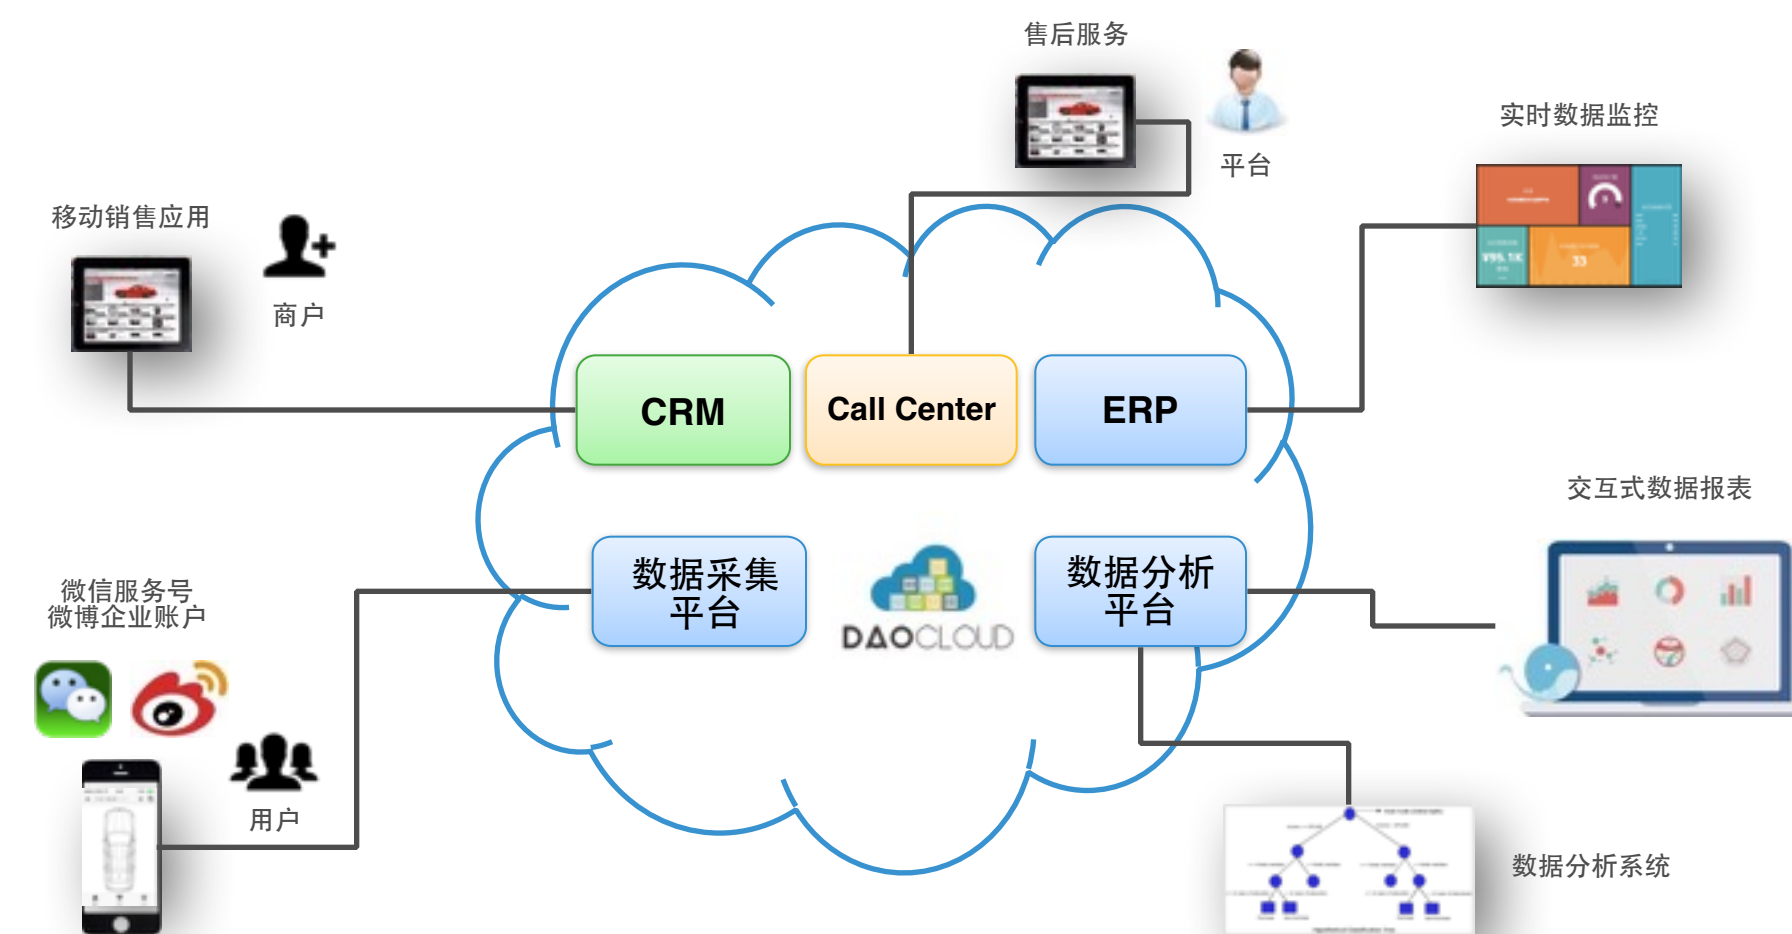 售后服务
平台
实时数据监控
移动销售应用
商户
¥95.1K
33
CRM
Call Center
ERP
交互式数据报表
数据采集
平台
DAOCLOUD
数据分析
平台
微信服务号
微博企业账户
用户
数据分析系统